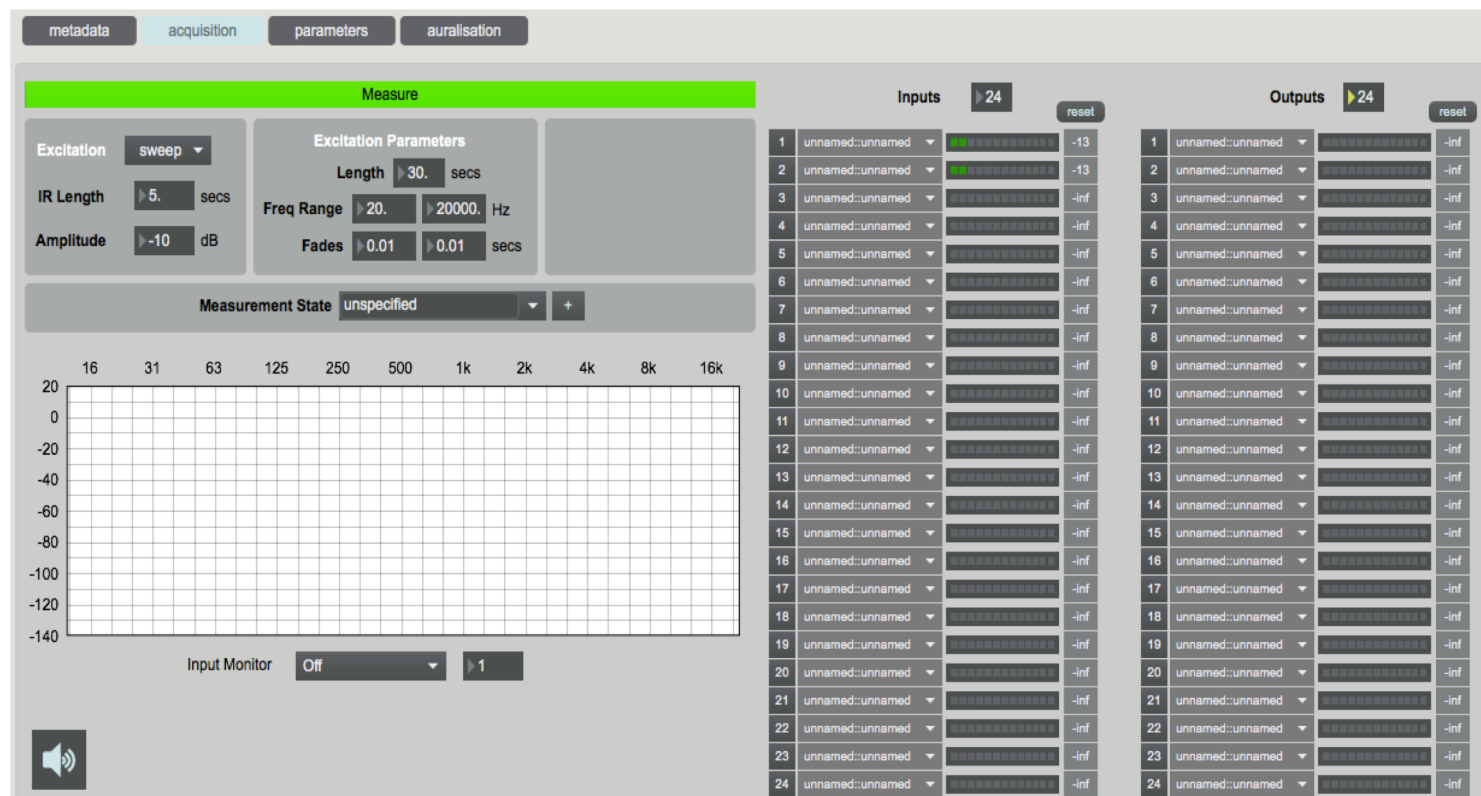 metadata acquisition parameters auralisation
Measure
Excitation sweep
IR Length 5. secs
Amplitude -10 dB
Excitation Parameters
Length 30. secs
Freq Range 20. 20000. Hz
Fades 0.01 0.01 secs
Measurement State unspecified +
16 31 63 125 250 500 1k 2k 4k 8k 16k
20
0
-20
-40
-60
-80
-100
-120
-140
Input Monitor Off 1
Inputs 24
reset
1 unnamed::unnamed -13
2 unnamed::unnamed -13
3 unnamed::unnamed -inf
4 unnamed::unnamed -inf
5 unnamed::unnamed -inf
6 unnamed::unnamed -inf
7 unnamed::unnamed -inf
8 unnamed::unnamed -inf
9 unnamed::unnamed -inf
10 unnamed::unnamed -inf
11 unnamed::unnamed -inf
12 unnamed::unnamed -inf
13 unnamed::unnamed -inf
14 unnamed::unnamed -inf
15 unnamed::unnamed -inf
16 unnamed::unnamed -inf
17 unnamed::unnamed -inf
18 unnamed::unnamed -inf
19 unnamed::unnamed -inf
20 unnamed::unnamed -inf
21 unnamed::unnamed -inf
22 unnamed::unnamed -inf
23 unnamed::unnamed -inf
24 unnamed::unnamed -inf
Outputs 24
reset
1 unnamed::unnamed -inf
2 unnamed::unnamed -inf
3 unnamed::unnamed -inf
4 unnamed::unnamed -inf
5 unnamed::unnamed -inf
6 unnamed::unnamed -inf
7 unnamed::unnamed -inf
8 unnamed::unnamed -inf
9 unnamed::unnamed -inf
10 unnamed::unnamed -inf
11 unnamed::unnamed -inf
12 unnamed::unnamed -inf
13 unnamed::unnamed -inf
14 unnamed::unnamed -inf
15 unnamed::unnamed -inf
16 unnamed::unnamed -inf
17 unnamed::unnamed -inf
18 unnamed::unnamed -inf
19 unnamed::unnamed -inf
20 unnamed::unnamed -inf
21 unnamed::unnamed -inf
22 unnamed::unnamed -inf
23 unnamed::unnamed -inf
24 unnamed::unnamed -inf